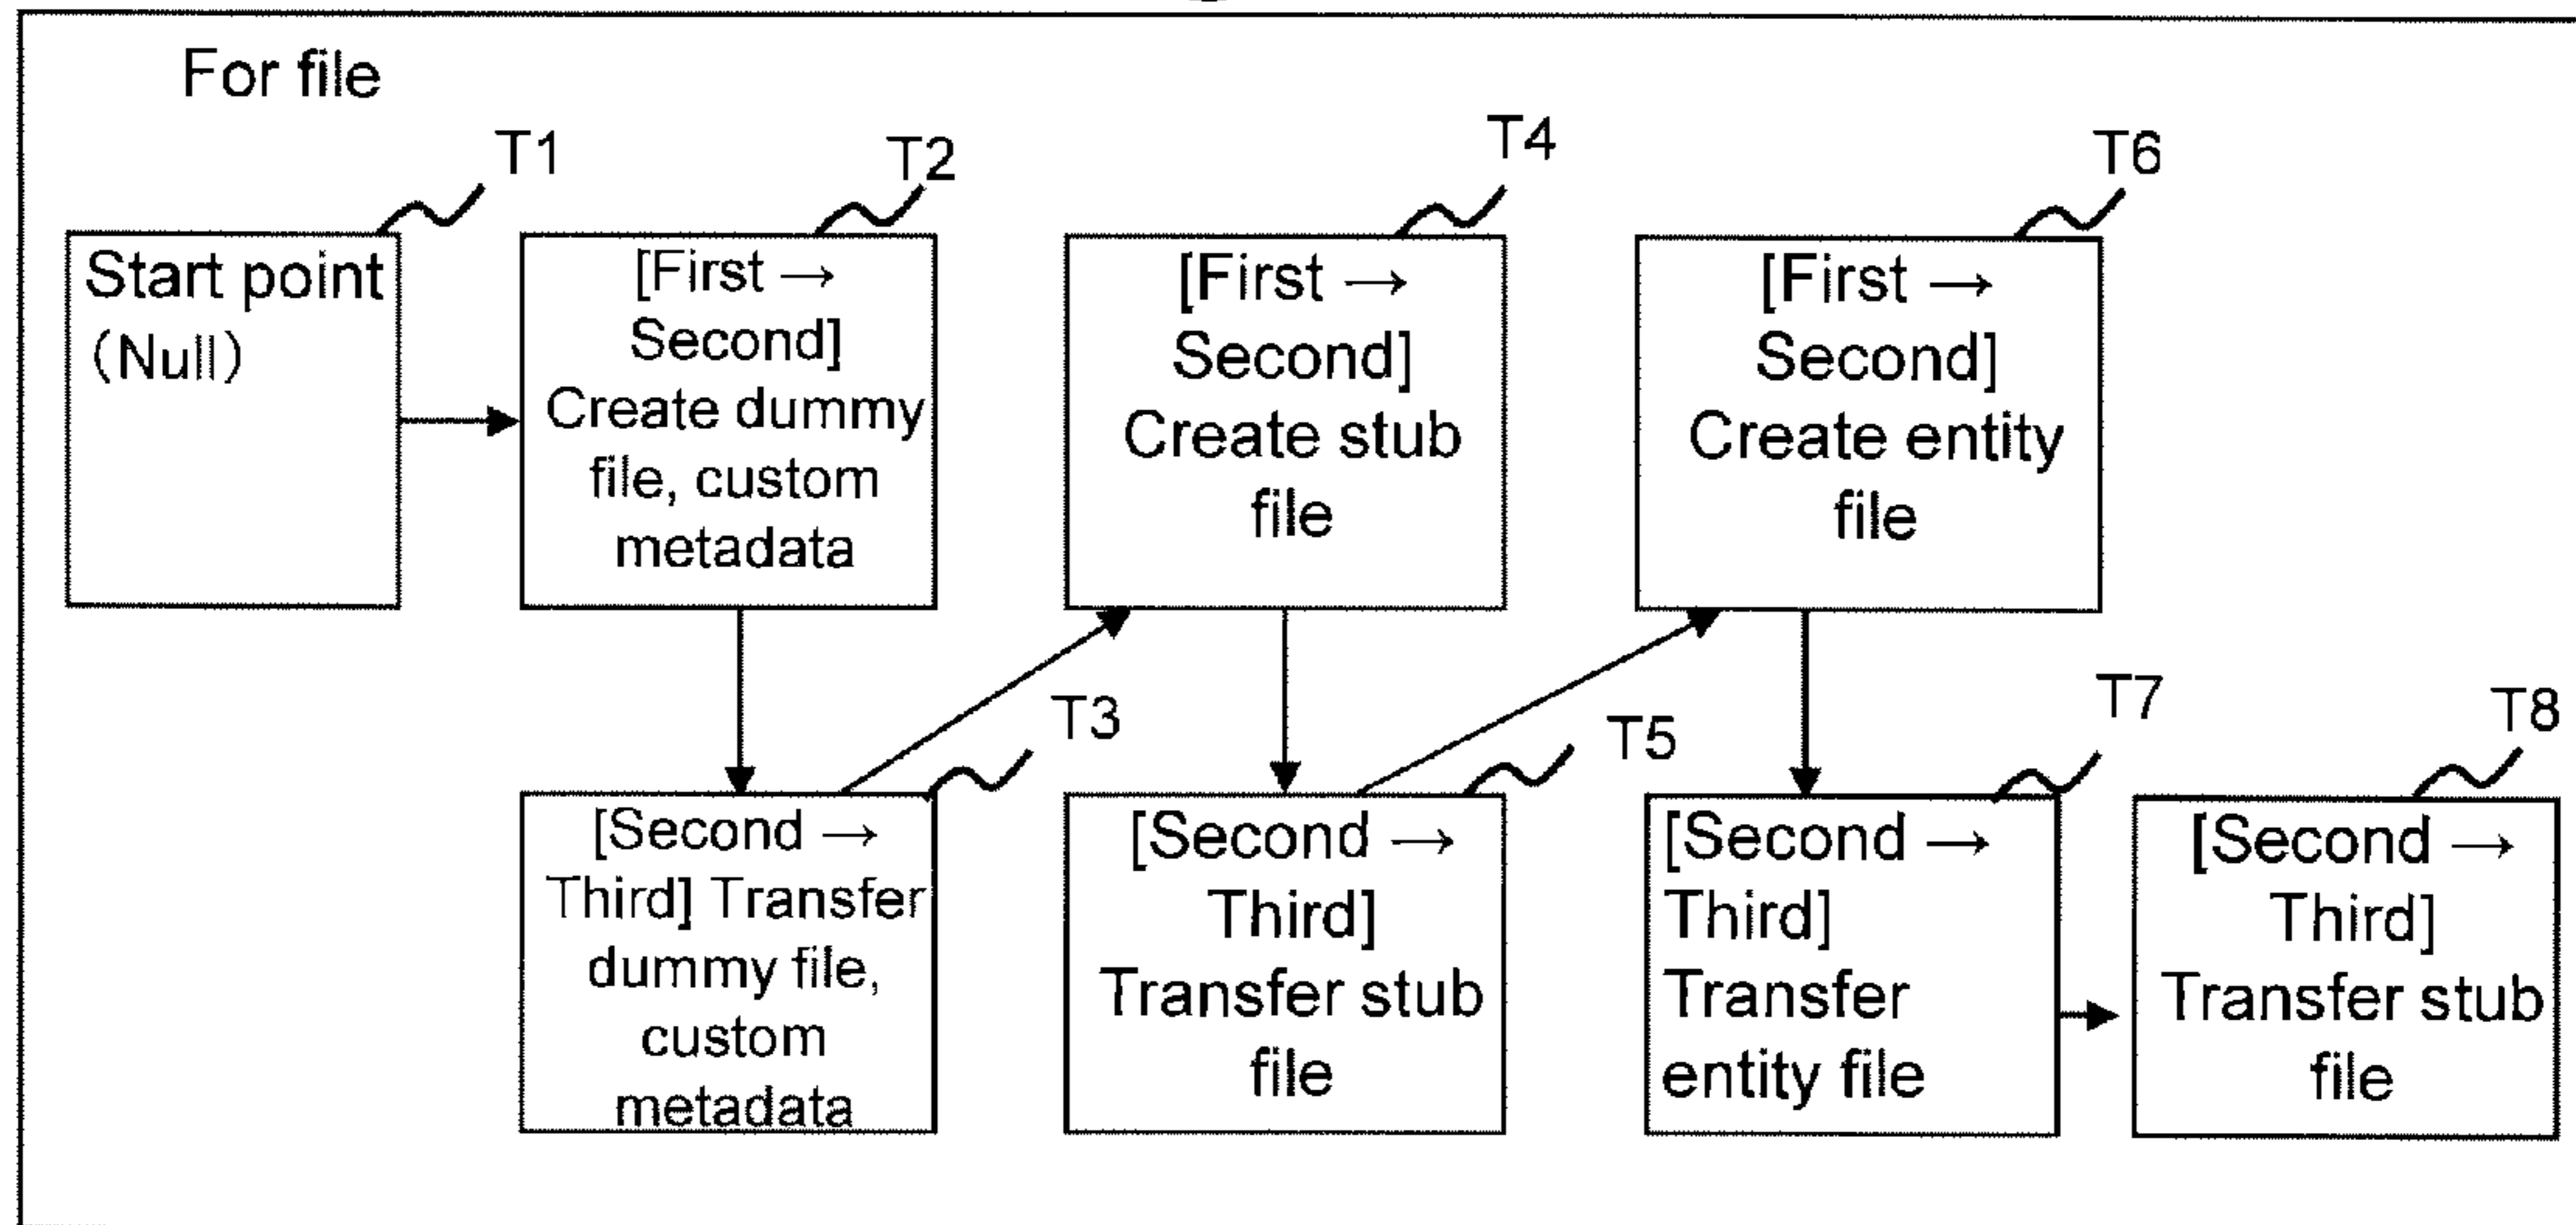 For file
T1
T2
T4
T6
Start point
(Null)
[First →
Second]
Create dummy
file, custom
metadata
[First →
Second]
Create stub
file
[First →
Second]
Create entity
file
T3
T5
T7
T8
[Second →
Third] Transfer
dummy file,
custom
metadata
[Second →
Third]
Transfer stub
file
[Second →
Third]
Transfer
entity file
[Second →
Third]
Transfer stub
file